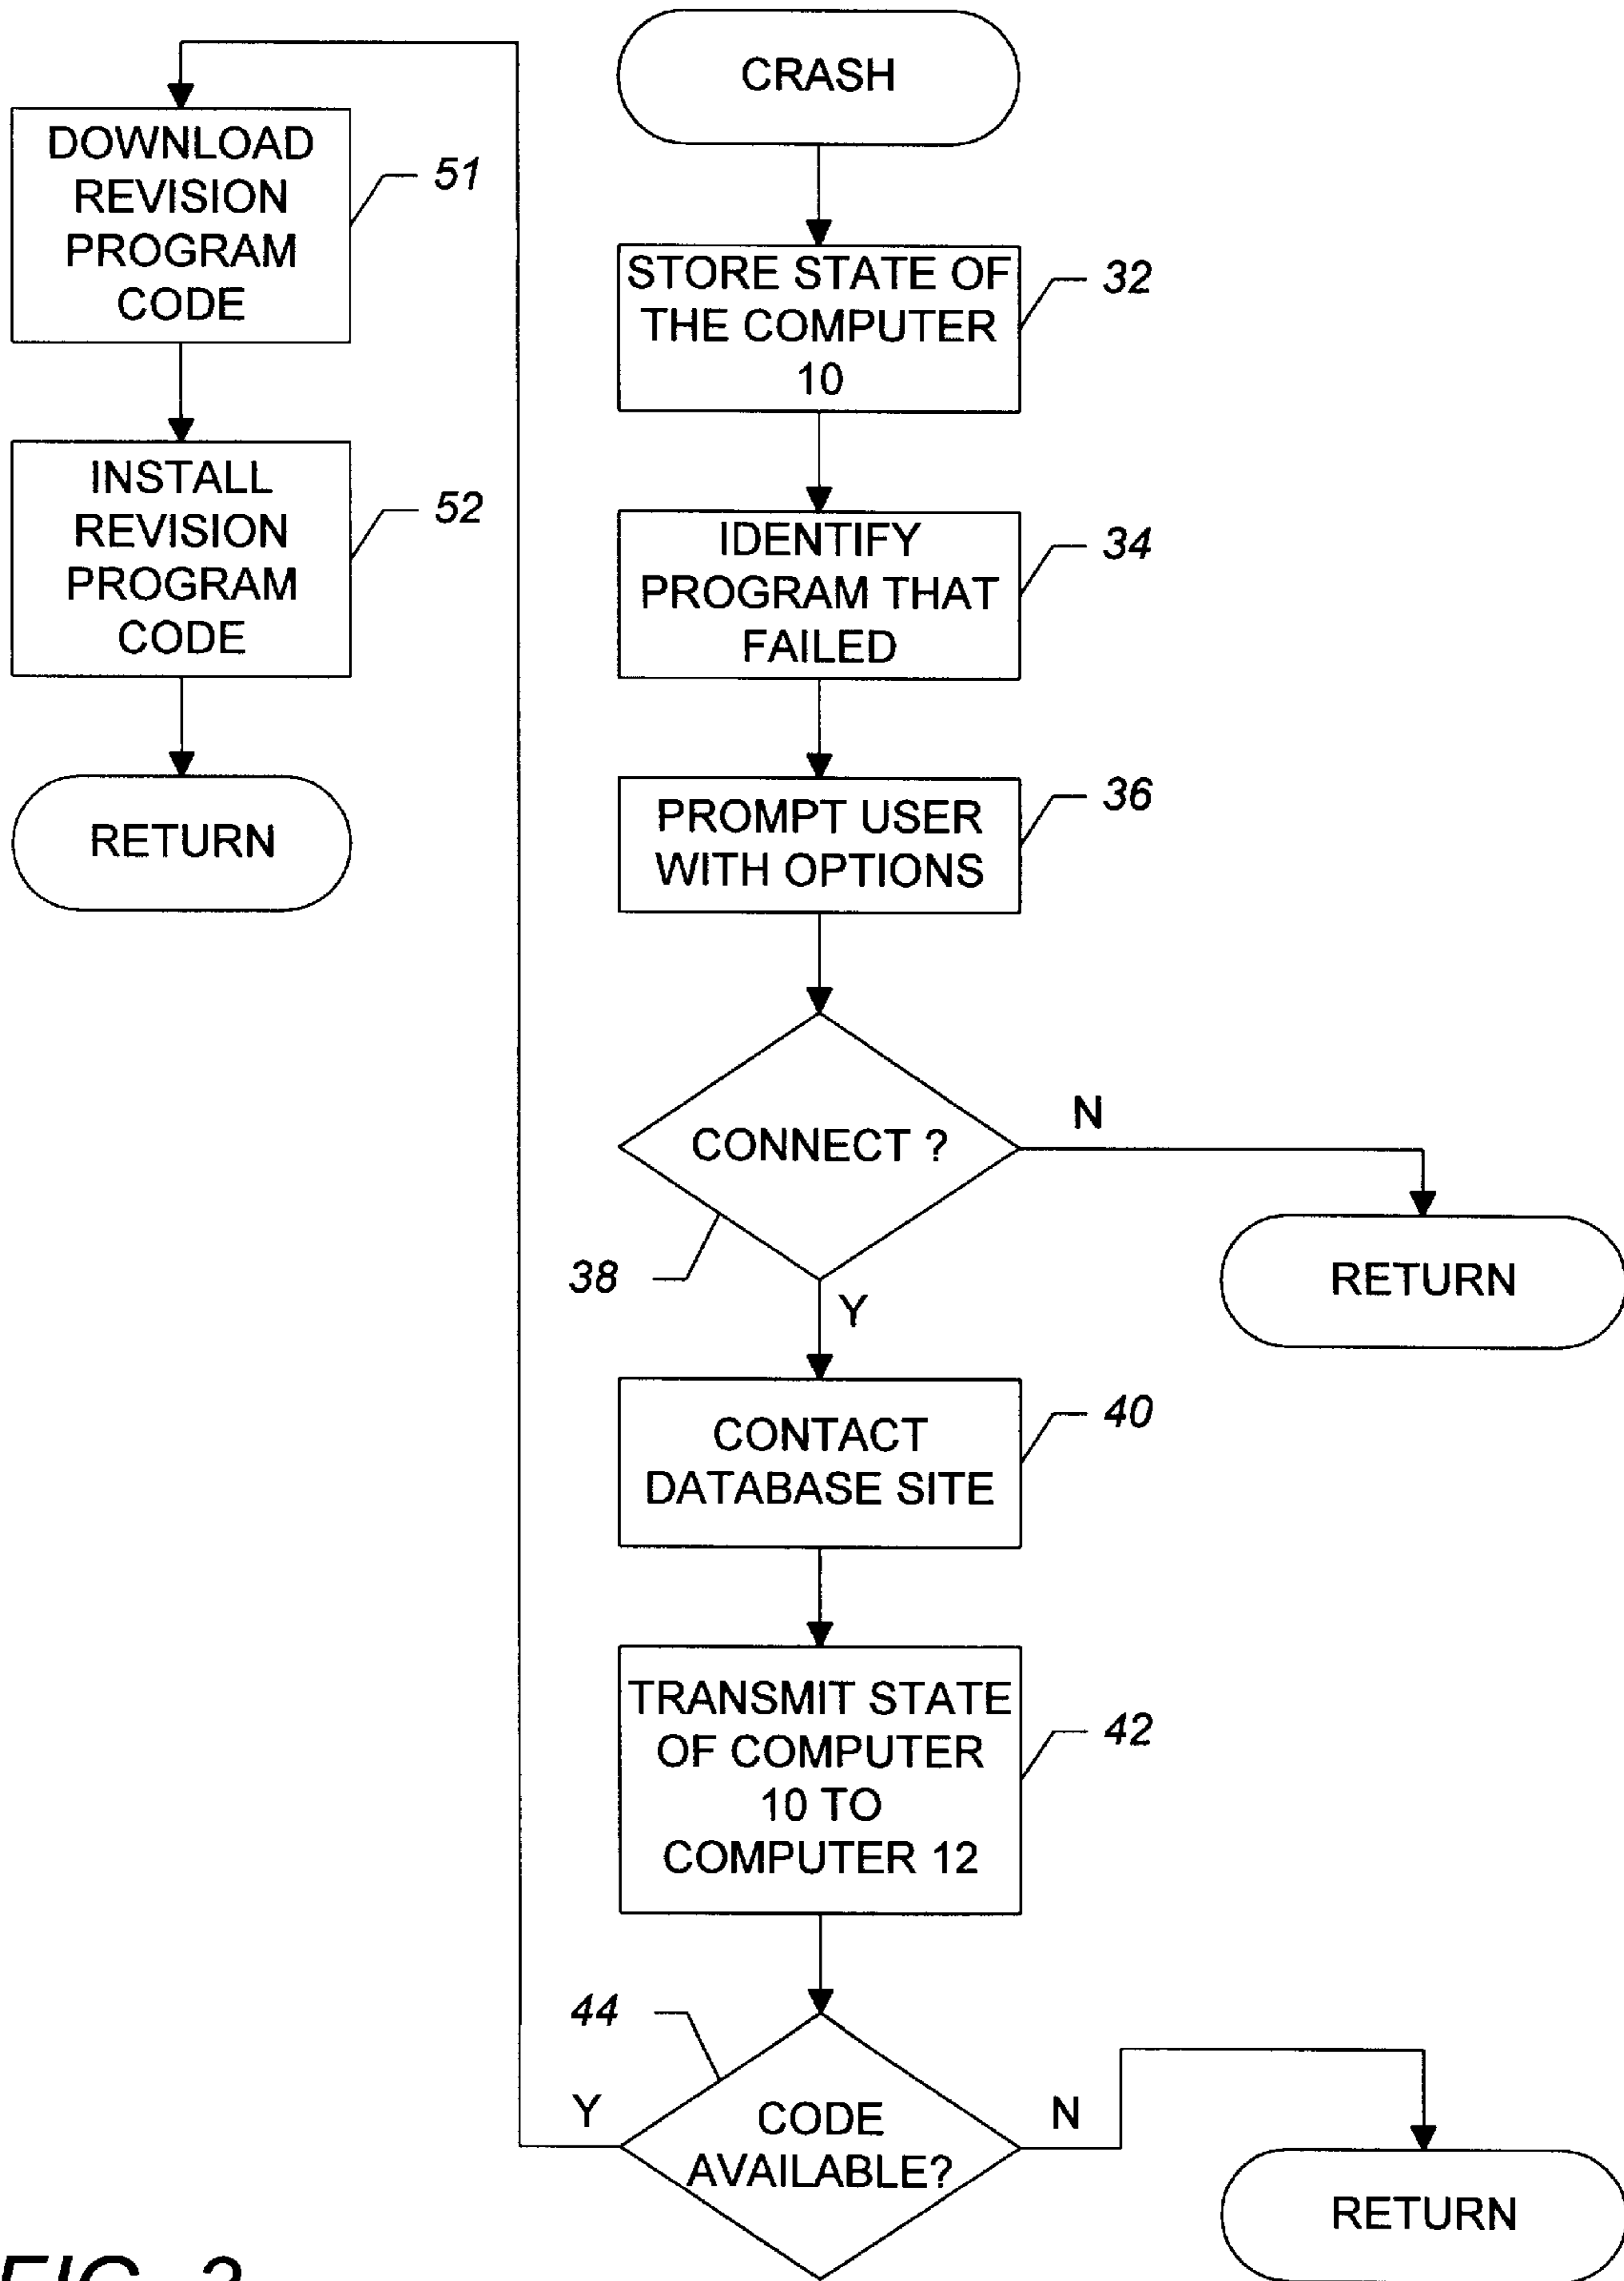 CRASH
STORE STATE OF
THE COMPUTER
10
32
IDENTIFY
PROGRAM THAT
FAILED
34
PROMPT USER
WITH OPTIONS
36
CONNECT ?
38
N
RETURN
Y
CONTACT
DATABASE SITE
40
TRANSMIT STATE
OF COMPUTER
10 TO
COMPUTER 12
42
44
CODE
AVAILABLE?
N
RETURN
Y
DOWNLOAD
REVISION
PROGRAM
CODE
51
INSTALL
REVISION
PROGRAM
CODE
52
RETURN